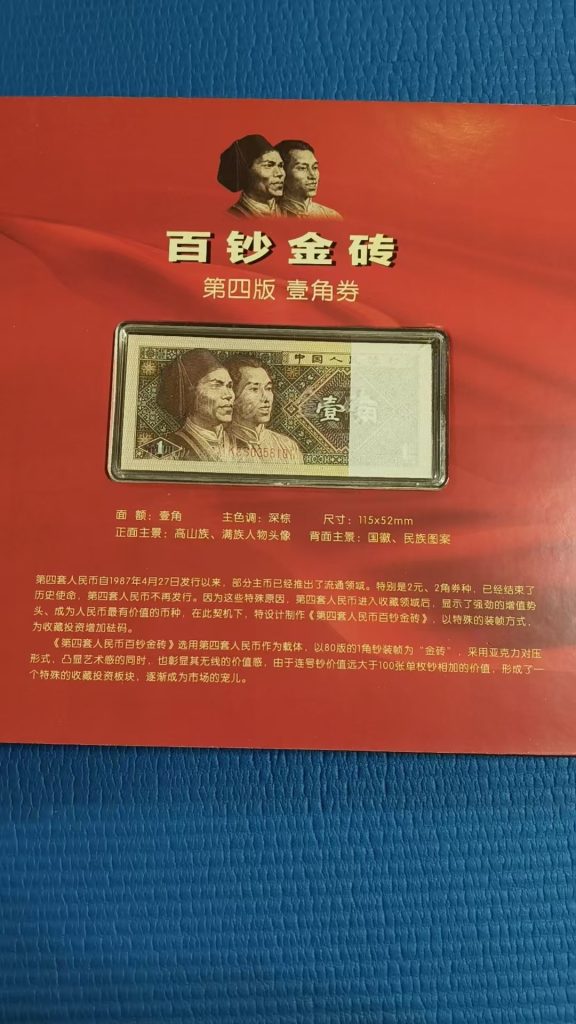 百钞金砖
第四版 壹角券
中国人民
壹角
1
1
面 额：壹角 主色调：深棕 尺寸：115x52mm
正面主景：高山族、满族人物头像 背面主景：国徽、民族图案
第四套人民币自1987年4月27日发行以来，部分主币已经推出了流通领域。特别是2元、2角券种，已经结束了
历史使命，第四套人民币不再发行。因为这些特殊原因，第四套人民币进入收藏领域后，显示了强劲的增值势
头、成为人民币最有价值的币种，在此契机下，特设计制作《第四套人民币百钞金砖》，以特殊的装帧方式，
为收藏投资增加砝码。
《第四套人民币百钞金砖》选用第四套人民币作为载体，以80版的1角钞装帧为“金砖”，采用亚克力对压
形式，凸显艺术感的同时，也彰显其无线的价值感，由于连号钞价值远大于100张单枚钞相加的价值，形成了一
个特殊的收藏投资板块，逐渐成为市场的宠儿。